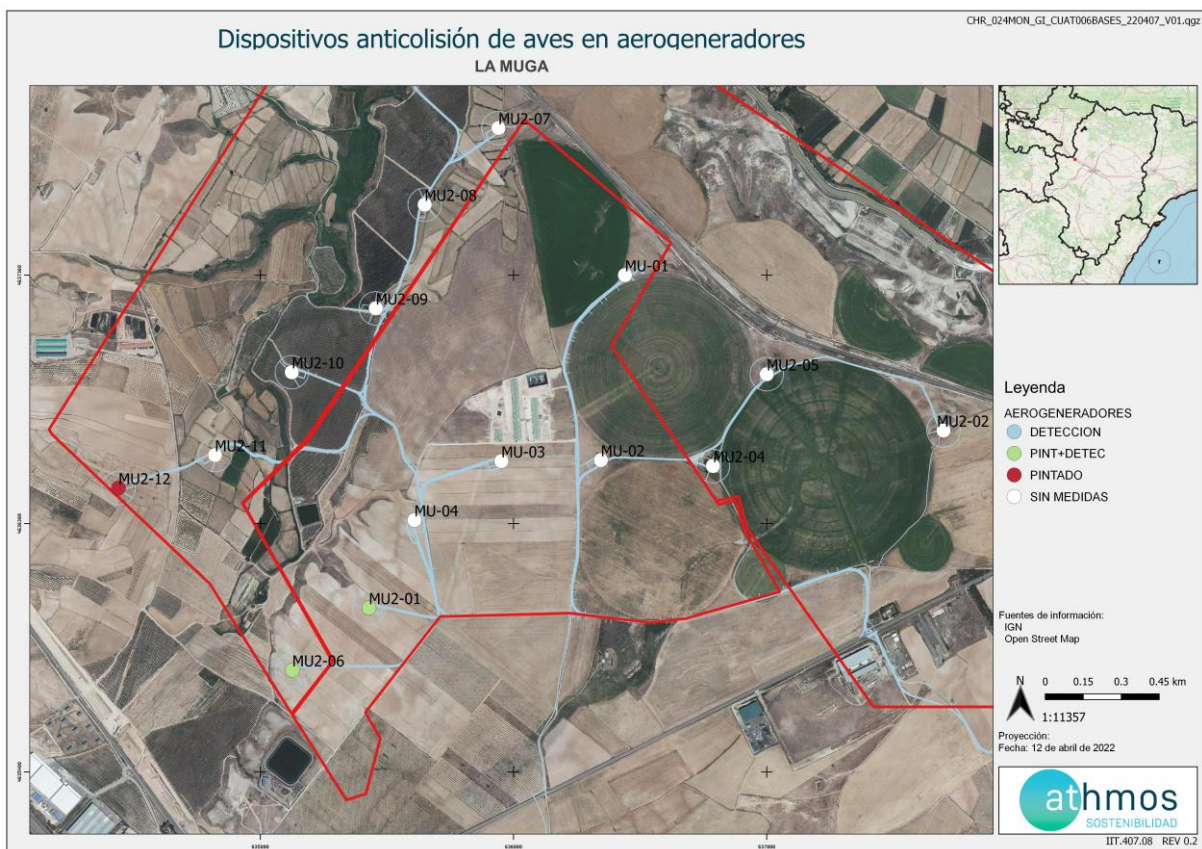 CHR_024MON_GI_CUAT006BASES_220407_V01.qgz
Dispositivos anticolisión de aves en aerogeneradores
LA MUGA
MU2-07
MU2-08
MU-01
MU2-09
MU2-10
MU2-05
MU2-02
MU2-11
MU-03
MU-02
MU2-04
MU2-12
MU-04
MU2-01
MU2-06
635000
636000
637000
Leyenda
AEROGENERADORES
DETECCION
PINT+DETEC
PINTADO
SIN MEDIDAS
Fuentes de información:
IGN
Open Street Map
N
0 0.15 0.3 0.45 km
1:11357
Proyección:
Fecha: 12 de abril de 2022
athmos
SOSTENIBILIDAD
IIT.407.08 REV 0.2